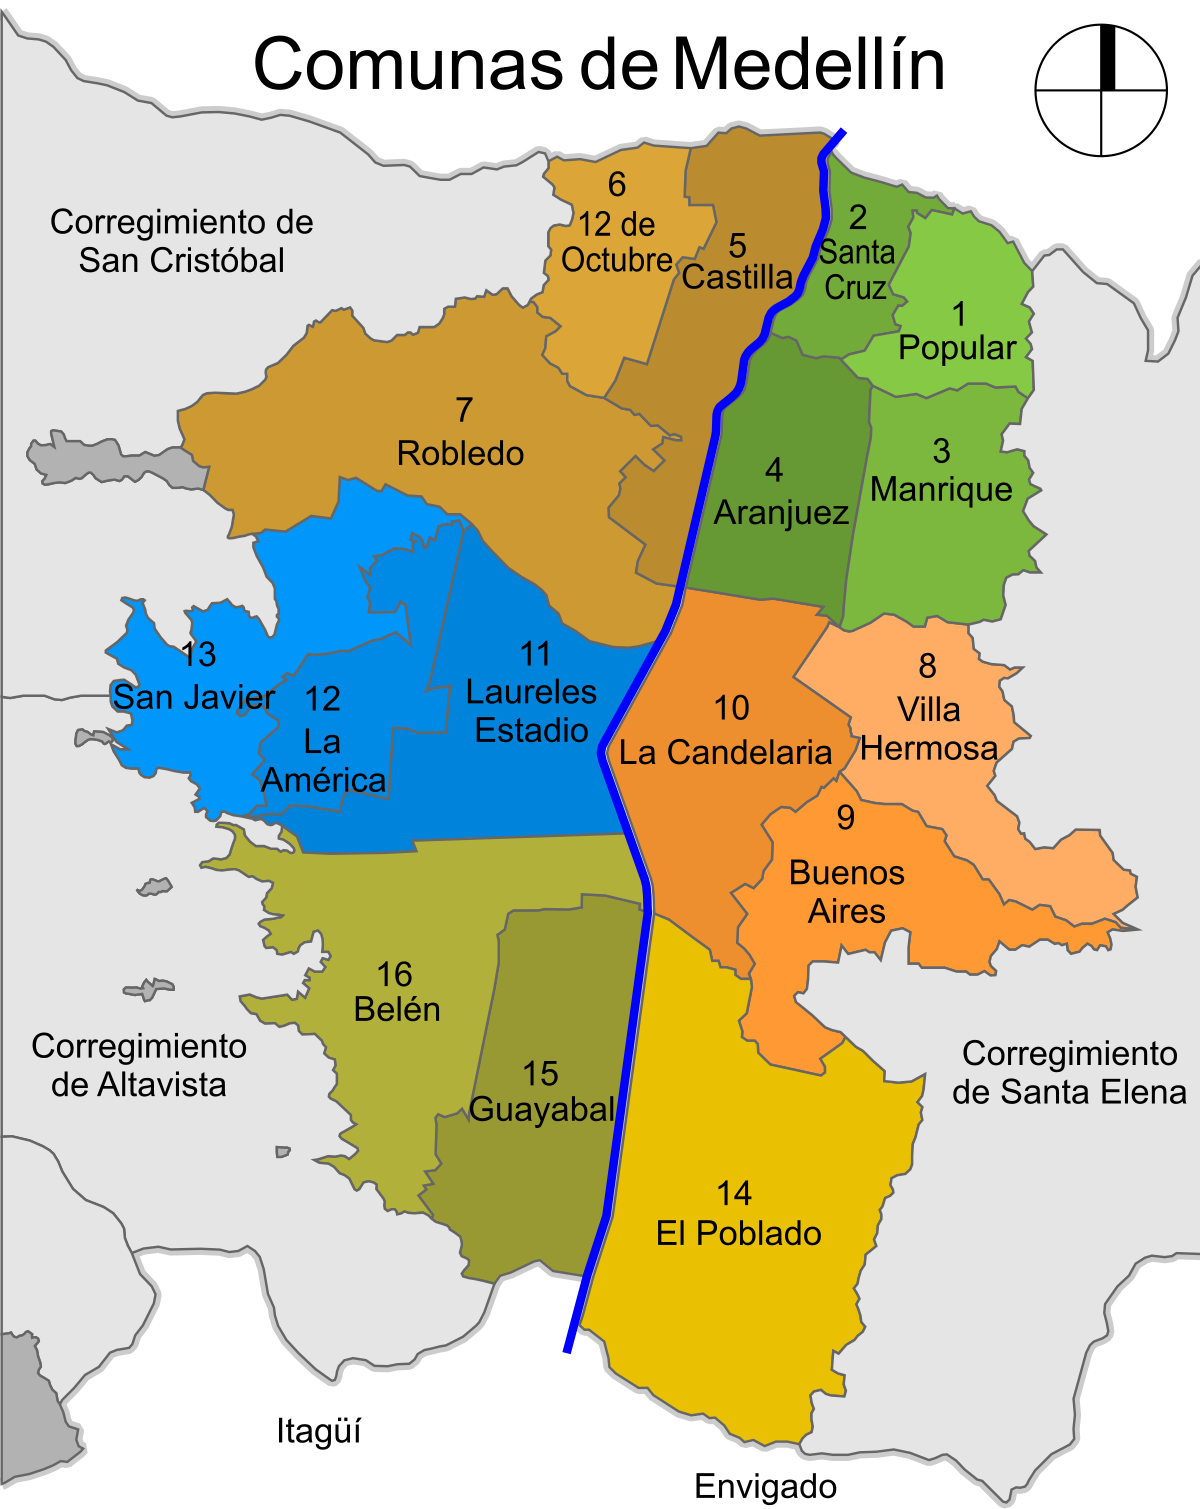 Comunas de Medellín
Corregimiento de
San Cristóbal
6
12 de
Octubre
5
Castilla
2
Santa
Cruz
1
Popular
7
Robledo
4
Aranjuez
3
Manrique
13
San Javier
12
La
América
11
Laureles
Estadio
10
La Candelaria
8
Villa
Hermosa
9
Buenos
Aires
16
Belén
15
Guayabal
14
El Poblado
Corregimiento
de Altavista
Corregimiento
de Santa Elena
Itagüí
Envigado